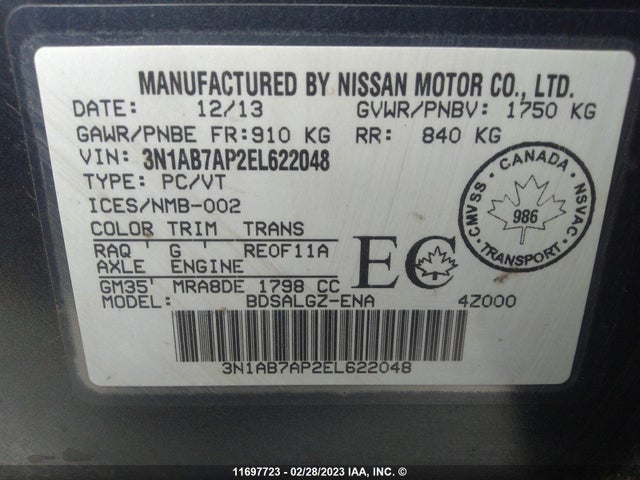 MANUFACTURED BY NISSAN MOTOR CO., LTD.
DATE: 12/13 GVWR/PNBV: 1750 KG
GAWR/PNBE FR:910 KG RR: 840 KG
VIN: 3N1AB7AP2EL622048
TYPE: PC/VT
ICES/NMB-002
COLOR TRIM TRANS
RAQ G RE0F11A
AXLE ENGINE
GM35 MRA8DE 1798 CC
MODEL: BDSALGZ-ENA 4Z000
EC
CANADA
CMVSS NSVAC
986
TRANSPORT
3N1AB7AP2EL622048
11697723 - 02/28/2023 IAA, INC. ©